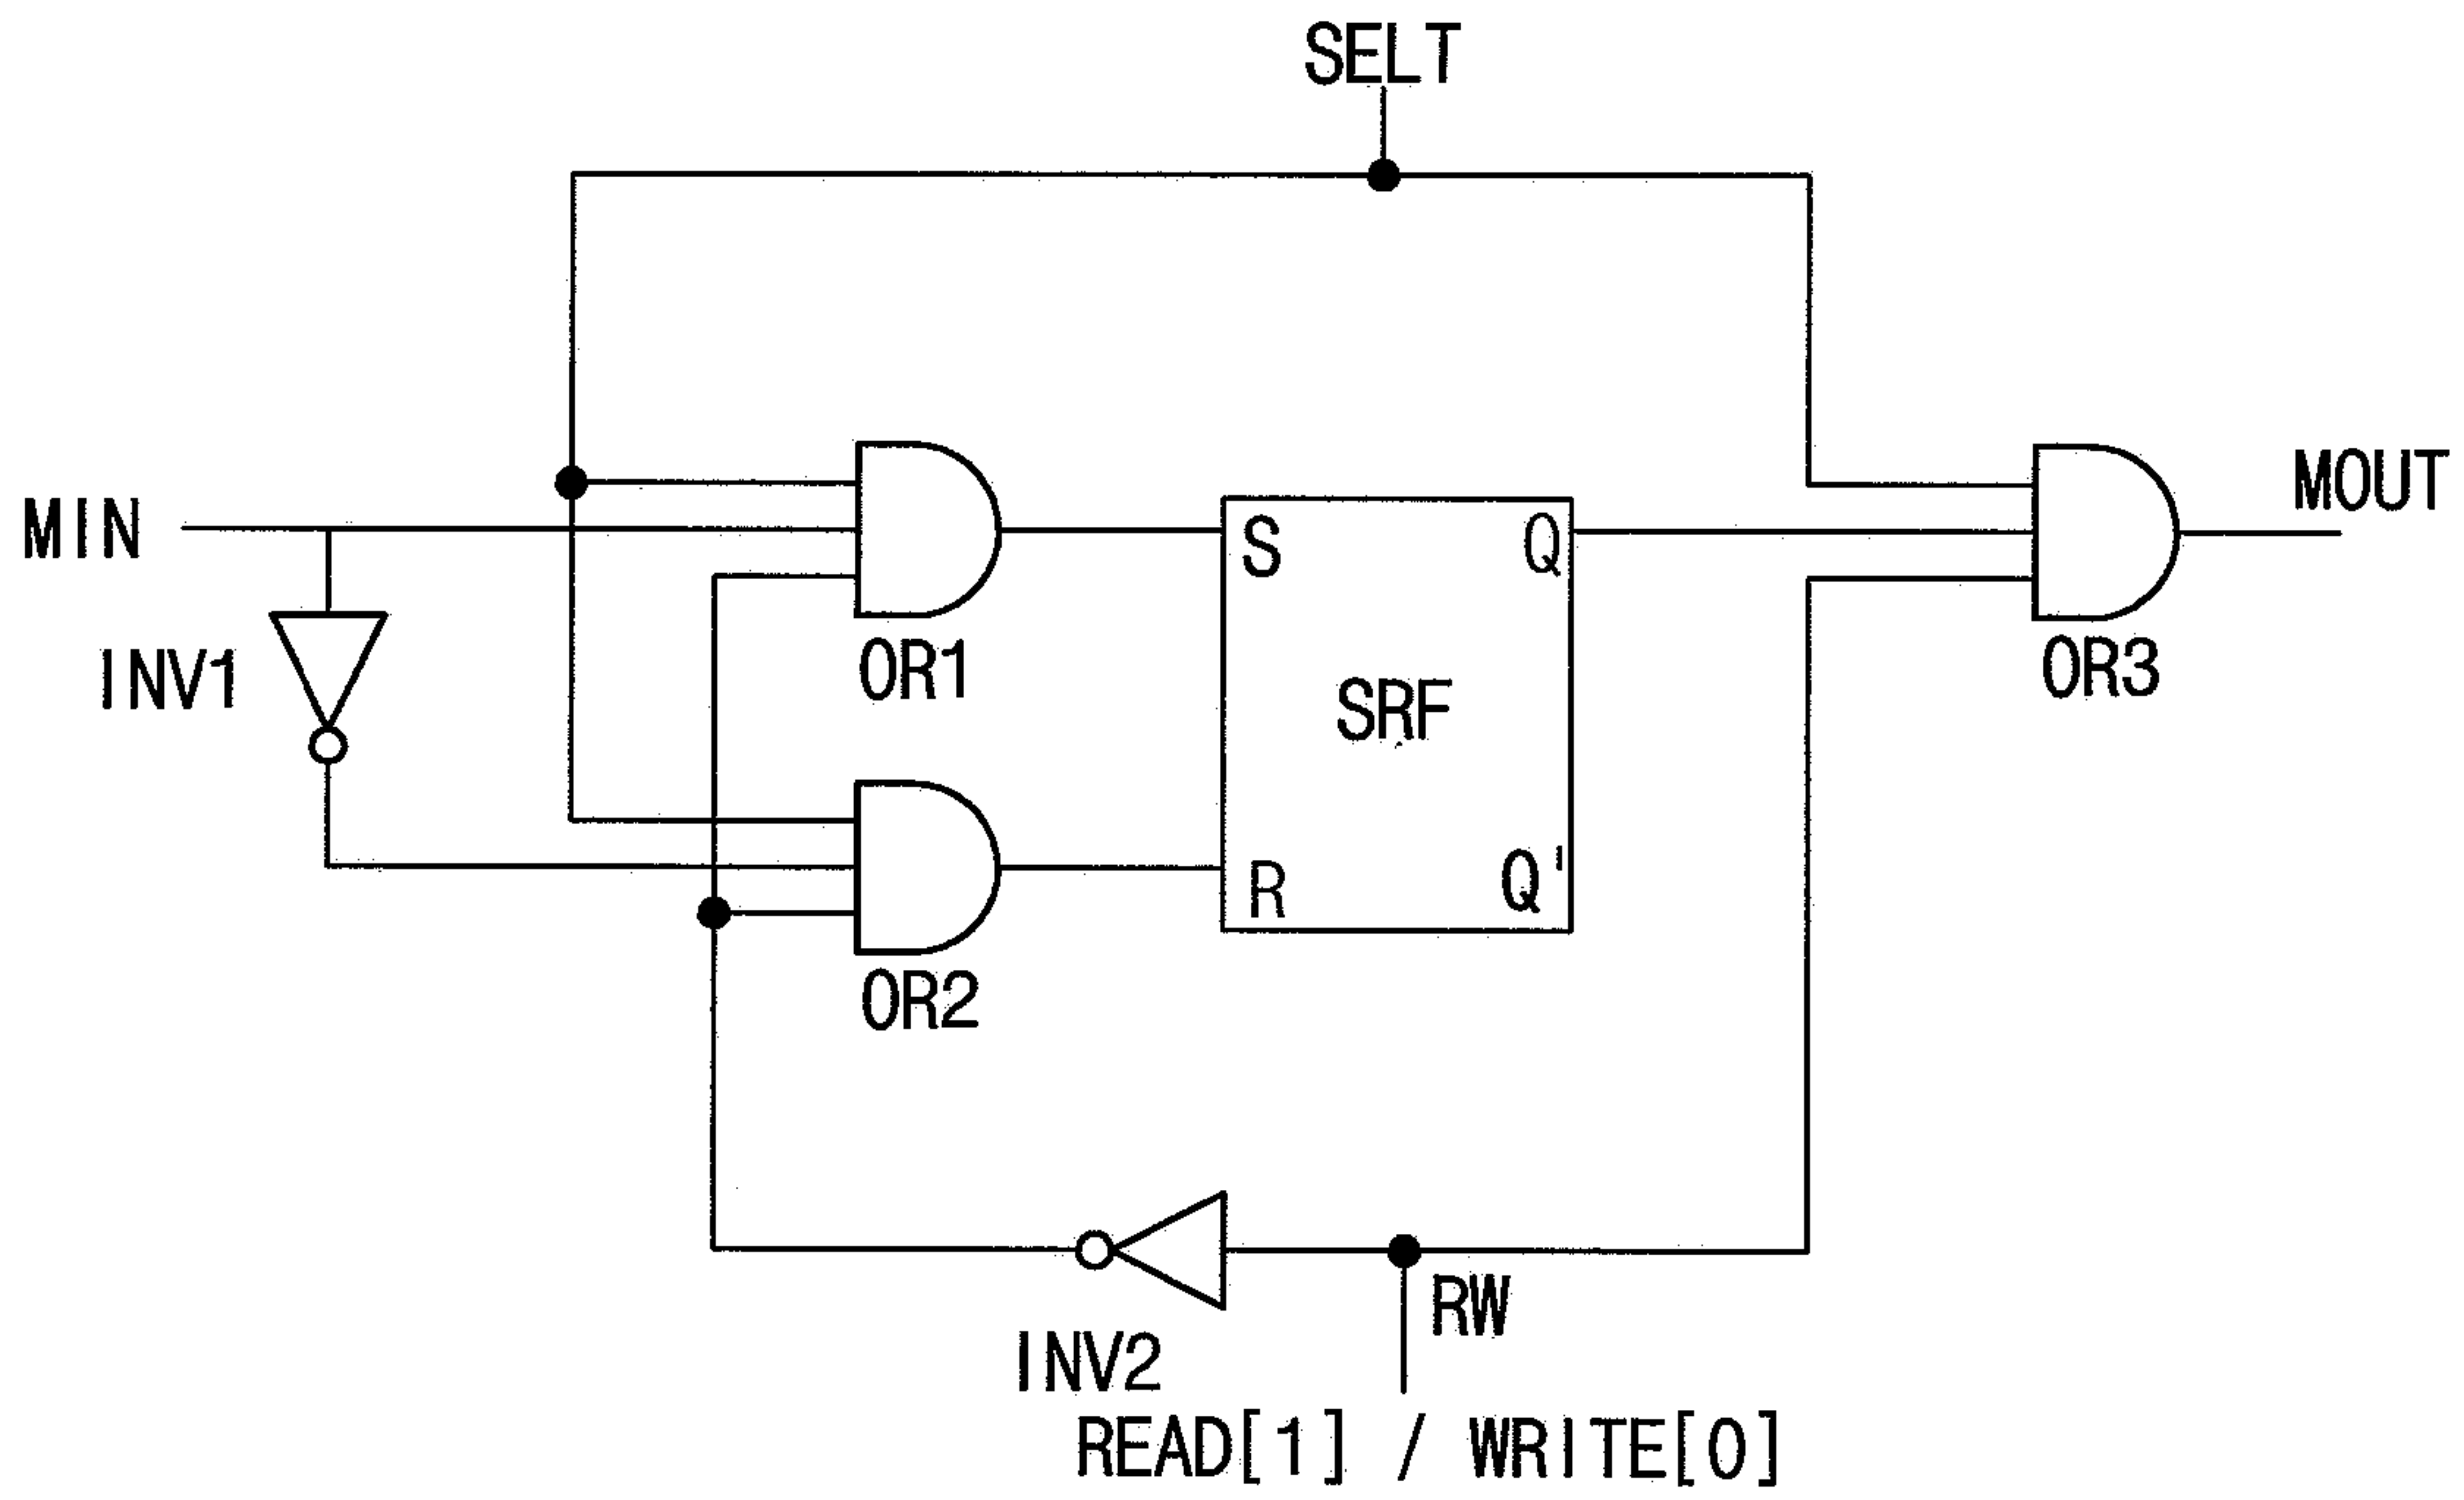 SELT
MIN
MOUT
INV1
OR1
S
Q
SRF
OR3
R
Q'
OR2
RW
INV2
READ[1] / WRITE[0]